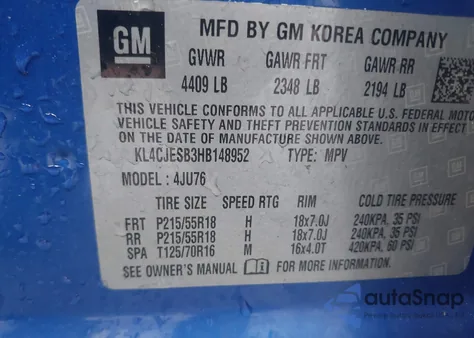 GM
MFD BY GM KOREA COMPANY
GVWR GAWR FRT GAWR RR
4409 LB 2348 LB 2194 LB
THIS VEHICLE CONFORMS TO ALL APPLICABLE U.S. FEDERAL MOTOR
VEHICLE SAFETY AND THEFT PREVENTION STANDARDS IN EFFECT
ON THE DATE OF MANUFACTURE SHOWN ABOVE.
KL4CJESB3HB148952 TYPE: MPV
MODEL: 4JU76
TIRE SIZE SPEED RTG RIM COLD TIRE PRESSURE
FRT P215/55R18 H 18x7.0J 240KPA, 35 PSI
RR P215/55R18 H 18x7.0J 240KPA, 35 PSI
SPA T125/70R16 M 16x4.0T 420KPA, 60 PSI
SEE OWNER'S MANUAL FOR MORE INFORMATION.
autoSnap